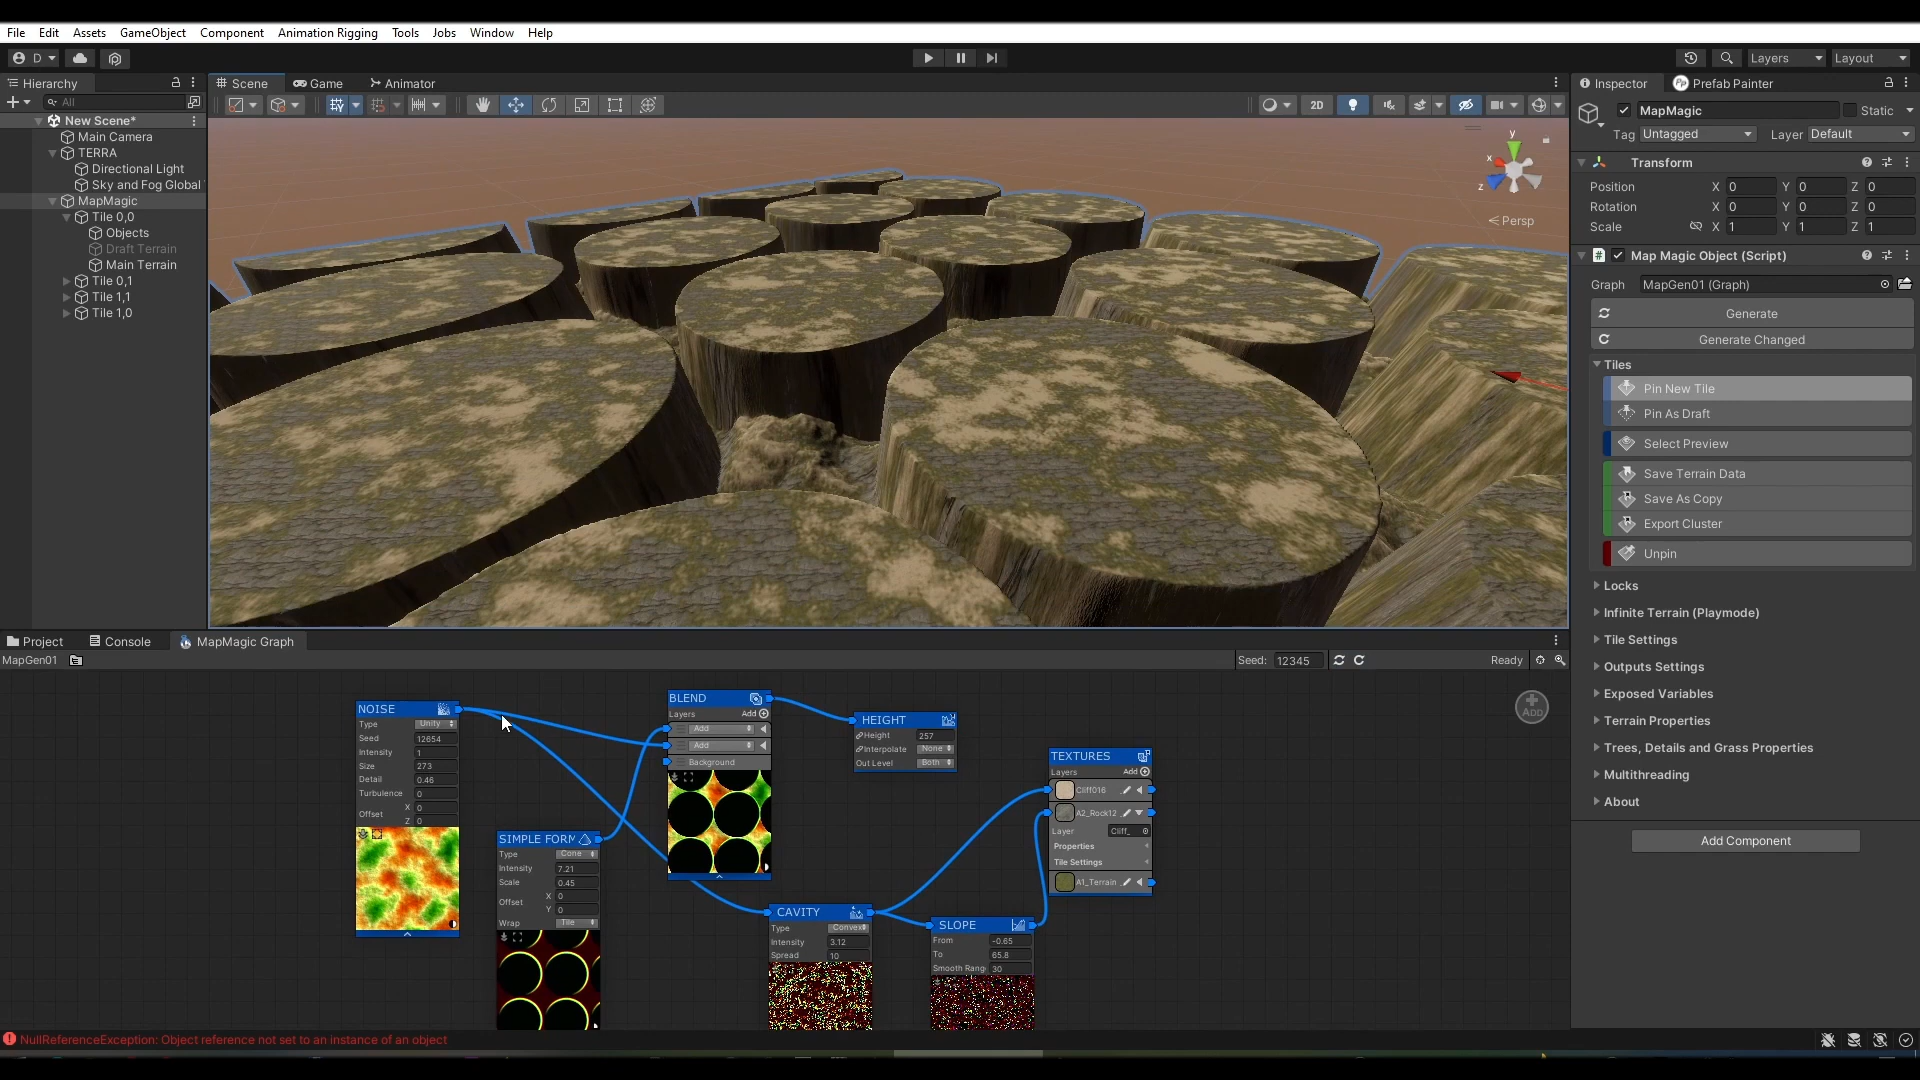 File Edit Assets GameObject Component Animation Rigging Tools Jobs Window Help
D Layers Layout
Hierarchy
Scene Game Animator
Inspector Prefab Painter
All
2D
New Scene*
Main Camera
TERRA
Directional Light
Sky and Fog Global
MapMagic
Tile 0,0
Objects
Draft Terrain
Main Terrain
Tile 0,1
Tile 1,1
Tile 1,0
y
x
z
Persp
MapMagic Static
Tag Untagged Layer Default
Transform
Position X 0 Y 0 Z 0
Rotation X 0 Y 0 Z 0
Scale X 1 Y 1 Z 1
Map Magic Object (Script)
Graph MapGen01 (Graph)
Generate
Generate Changed
Tiles
Pin New Tile
Pin As Draft
Select Preview
Save Terrain Data
Save As Copy
Export Cluster
Unpin
Locks
Infinite Terrain (Playmode)
Tile Settings
Outputs Settings
Exposed Variables
Terrain Properties
Trees, Details and Grass Properties
Multithreading
About
Add Component
Project Console MapMagic Graph
MapGen01 Seed: 12345 Ready
ADD
NOISE
Type Unity
Seed 12654
Intensity 1
Size 273
Detail 0.46
Turbulence 0
Offset X 0
Z 0
SIMPLE FORM
Type Cone
Intensity 7.21
Scale 0.45
Offset X 0
Y 0
Wrap Tile
BLEND
Layers Add
Add
Add
Background
HEIGHT
Height 257
Interpolate None
Out Level Both
CAVITY
Type Convex
Intensity 3.12
Spread 10
SLOPE
From -0.65
To 65.8
Smooth Rang 30
TEXTURES
Layers Add
Cliff016
A2_Rock12
Layer Cliff_
Properties
Tile Settings
A1_Terrain
NullReferenceException: Object reference not set to an instance of an object